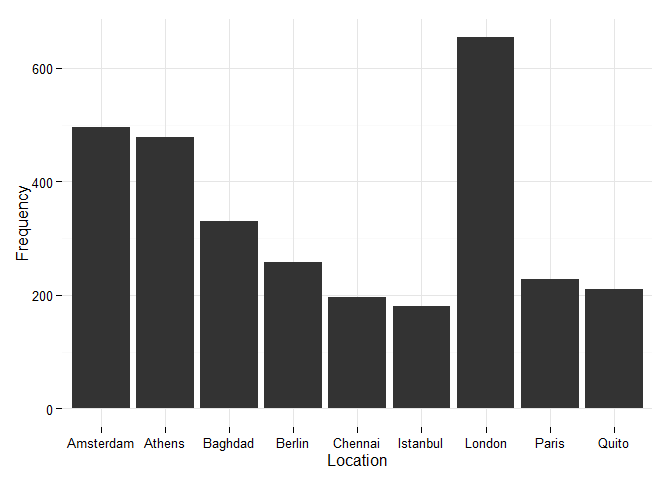 600
400
200
0
Frequency
Amsterdam Athens Baghdad Berlin Chennai Istanbul London Paris Quito
Location